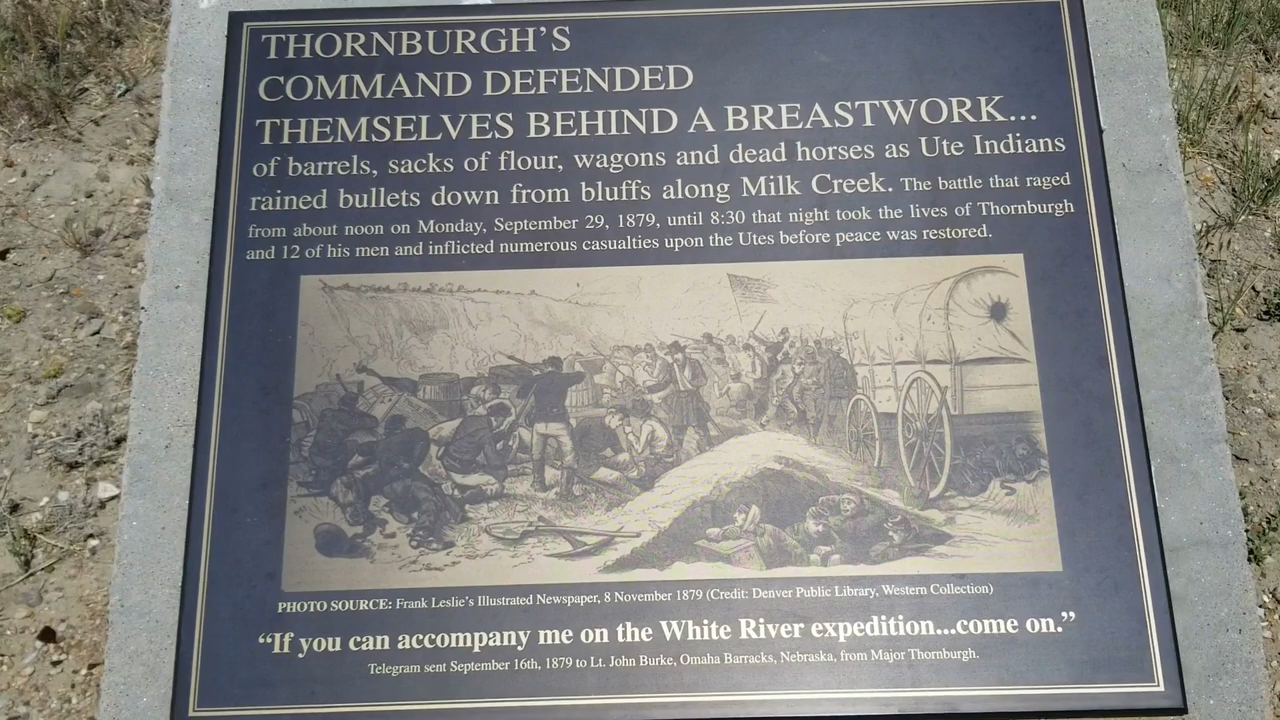 THORNBURGH'S
COMMAND DEFENDED
THEMSELVES BEHIND A BREASTWORK...
of barrels, sacks of flour, wagons and dead horses as Ute Indians
rained bullets down from bluffs along Milk Creek. The battle that raged
from about noon on Monday, September 29, 1879, until 8:30 that night took the lives of Thornburgh
and 12 of his men and inflicted numerous casualties upon the Utes before peace was restored.
PHOTO SOURCE: Frank Leslie's Illustrated Newspaper, 8 November 1879 (Credit: Denver Public Library, Western Collection)
“If you can accompany me on the White River expedition...come on.”
Telegram sent September 16th, 1879 to Lt. John Burke, Omaha Barracks, Nebraska, from Major Thornburgh.